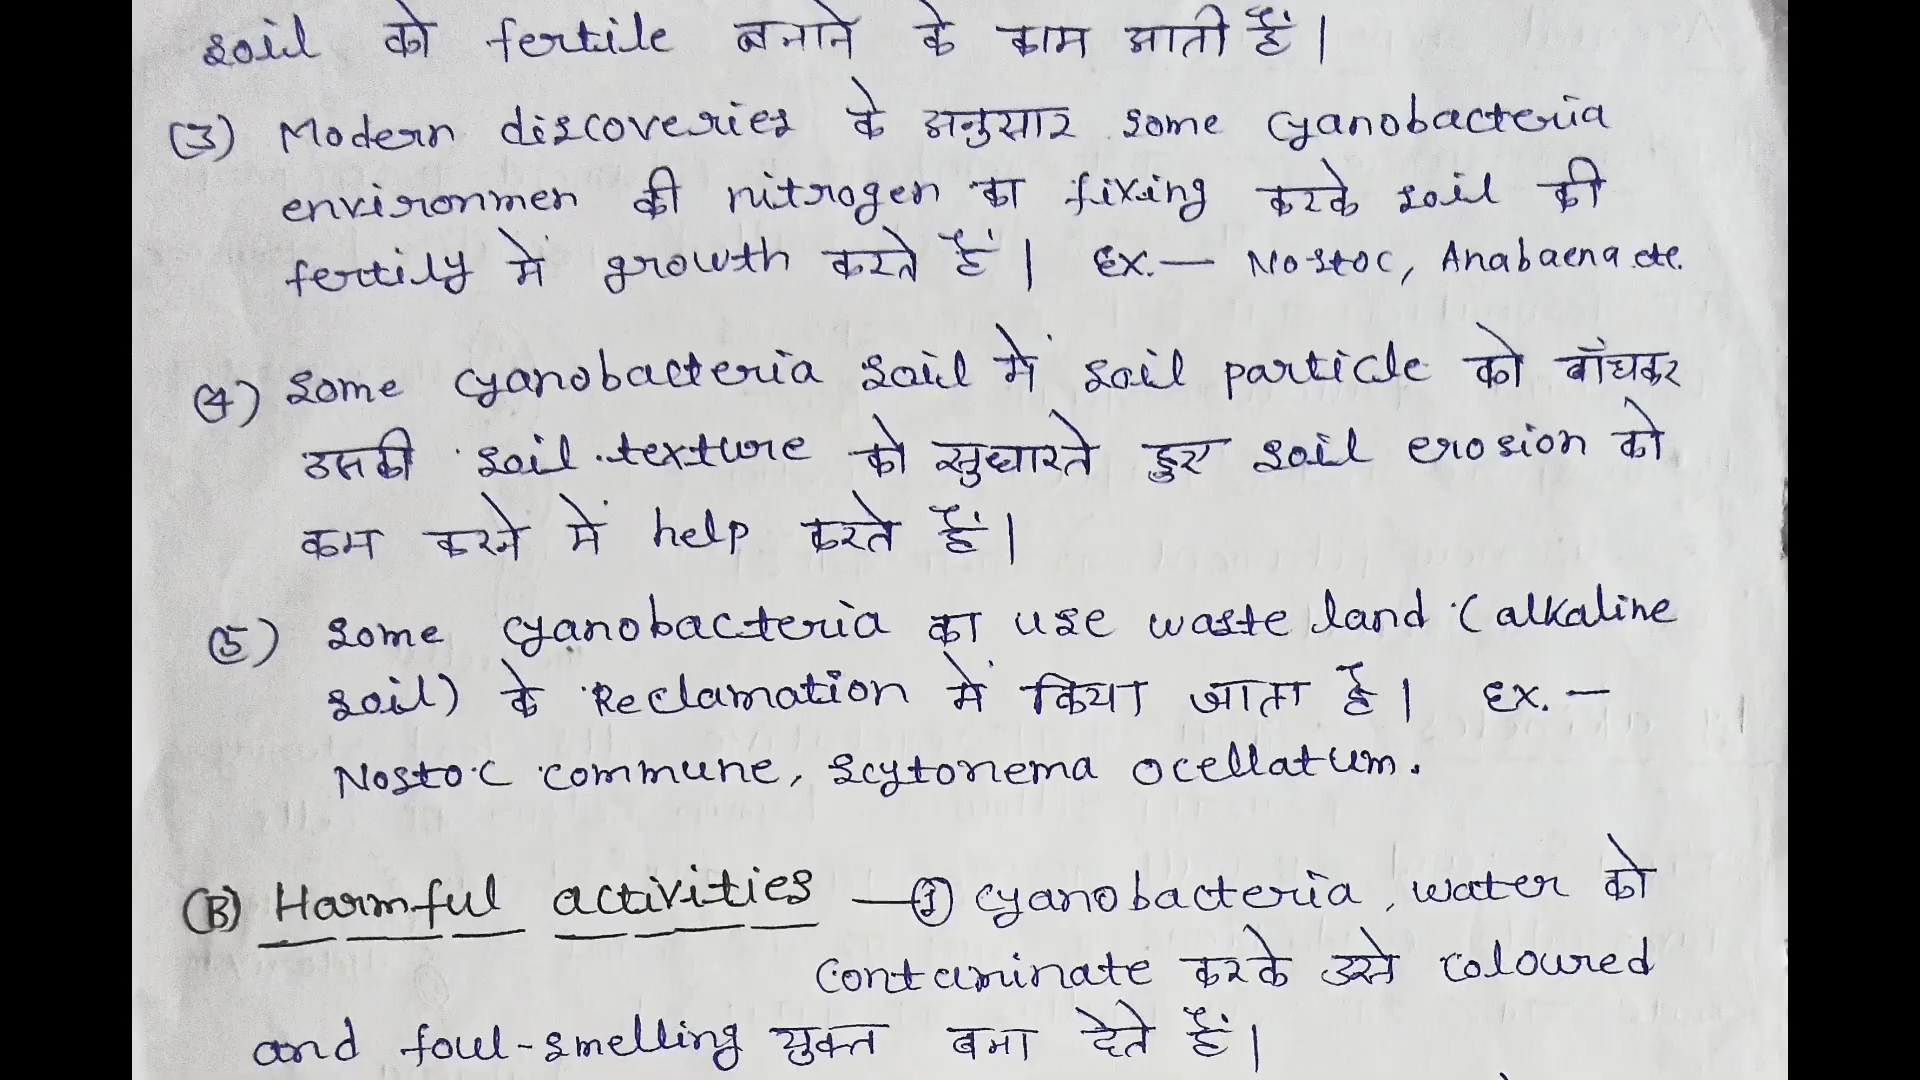 soil को fertile बनाने के काम आती हैं।
(3) Modern discoveries के अनुसार some cyanobacteria
environmen की nitrogen का fixing करके soil की
fertily में growth करते हैं। Ex.— Nostoc, Anabaena etc.
(4) some cyanobacteria soil में soil particle को बाँधकर
उसकी soil texture को सुधारते हुए soil erosion को
कम करने में help करते हैं।
(5) some cyanobacteria का use waste land (alkaline
soil) के Reclamation में किया जाता है। Ex.—
Nostoc commune, scytonema ocellatum.
(B) Harmful activities — ① cyanobacteria, water को
contaminate करके उसे coloured
and foul-smelling युक्त बना देते हैं।